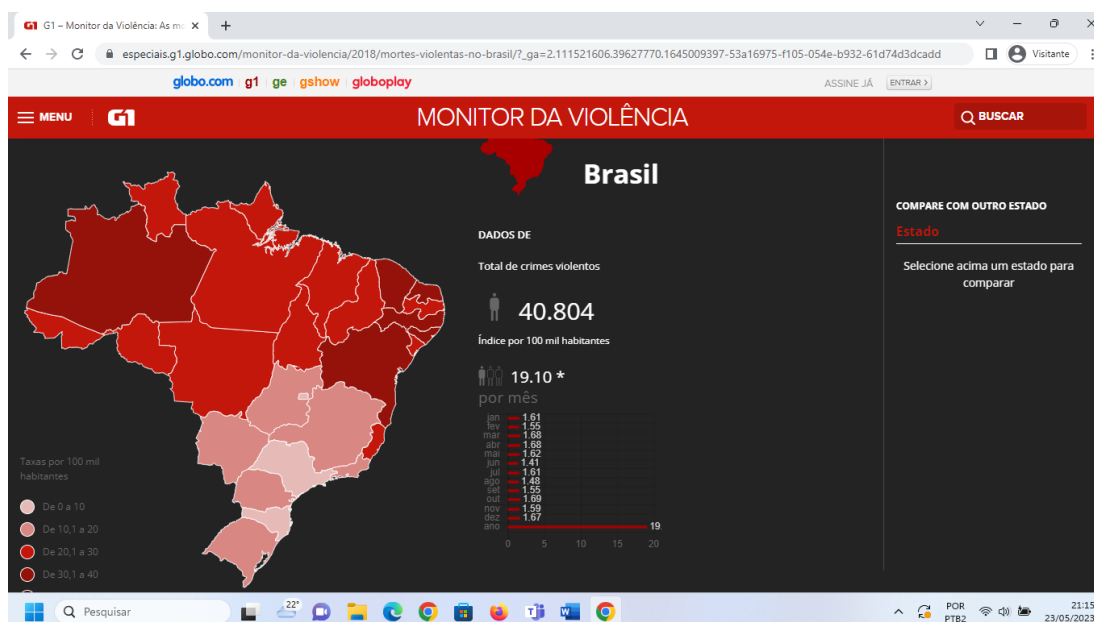 G1 G1 – Monitor da Violência: As mo
especiais.g1.globo.com/monitor-da-violencia/2018/mortes-violentas-no-brasil/?_ga=2.111521606.39627770.1645009397-53a16975-f105-054e-b932-61d74d3dcadd
Visitante
globo.com g1 ge gshow globoplay
ASSINE JÁ ENTRAR >
MENU G1 MONITOR DA VIOLÊNCIA BUSCAR
Brasil
DADOS DE
Total de crimes violentos
40.804
Índice por 100 mil habitantes
19.10 *
por mês
jan 1.61
fev 1.55
mar 1.68
abr 1.68
mai 1.62
jun 1.41
jul 1.61
ago 1.48
set 1.55
out 1.69
nov 1.59
dez 1.67
ano 19
0 5 10 15 20
COMPARE COM OUTRO ESTADO
Estado
Selecione acima um estado para
comparar
Taxas por 100 mil
habitantes
De 0 a 10
De 10,1 a 20
De 20,1 a 30
De 30,1 a 40
Pesquisar
22°
POR
PTB2
21:15
23/05/2023